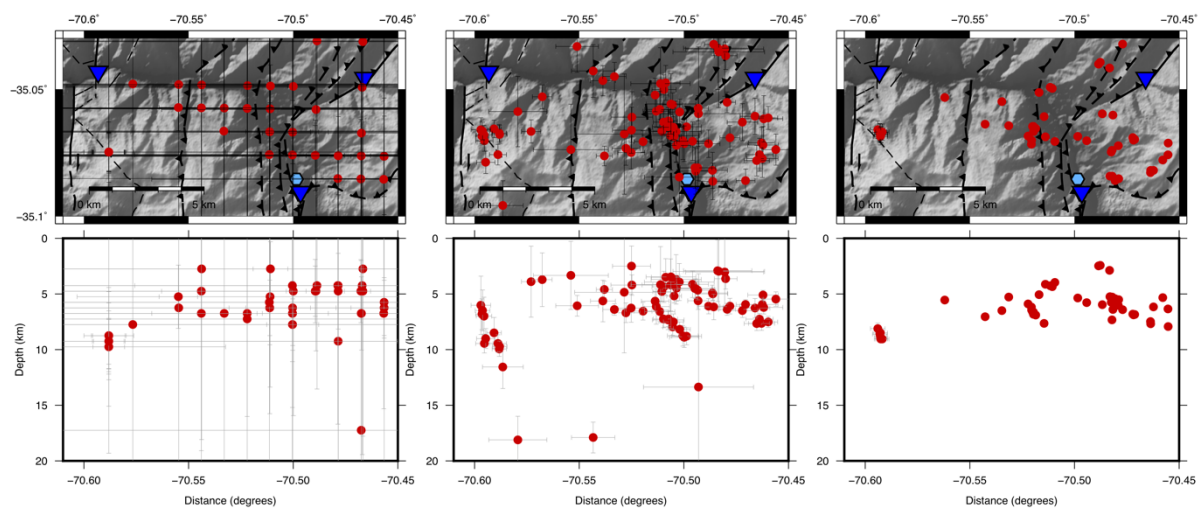 −70.6 −70.55 −70.5 −70.45 −70.6 −70.55 −70.5 −70.45 −70.6 −70.55 −70.5 −70.45
−35.05
0 km 5 km 0 km 5 km 0 km 5 km
−35.1
0 0 0
5 5 5
Depth (km) Depth (km) Depth (km)
10 10 10
15 15 15
20 20 20
−70.60 −70.55 −70.50 −70.45 −70.60 −70.55 −70.50 −70.45 −70.60 −70.55 −70.50 −70.45
Distance (degrees) Distance (degrees) Distance (degrees)